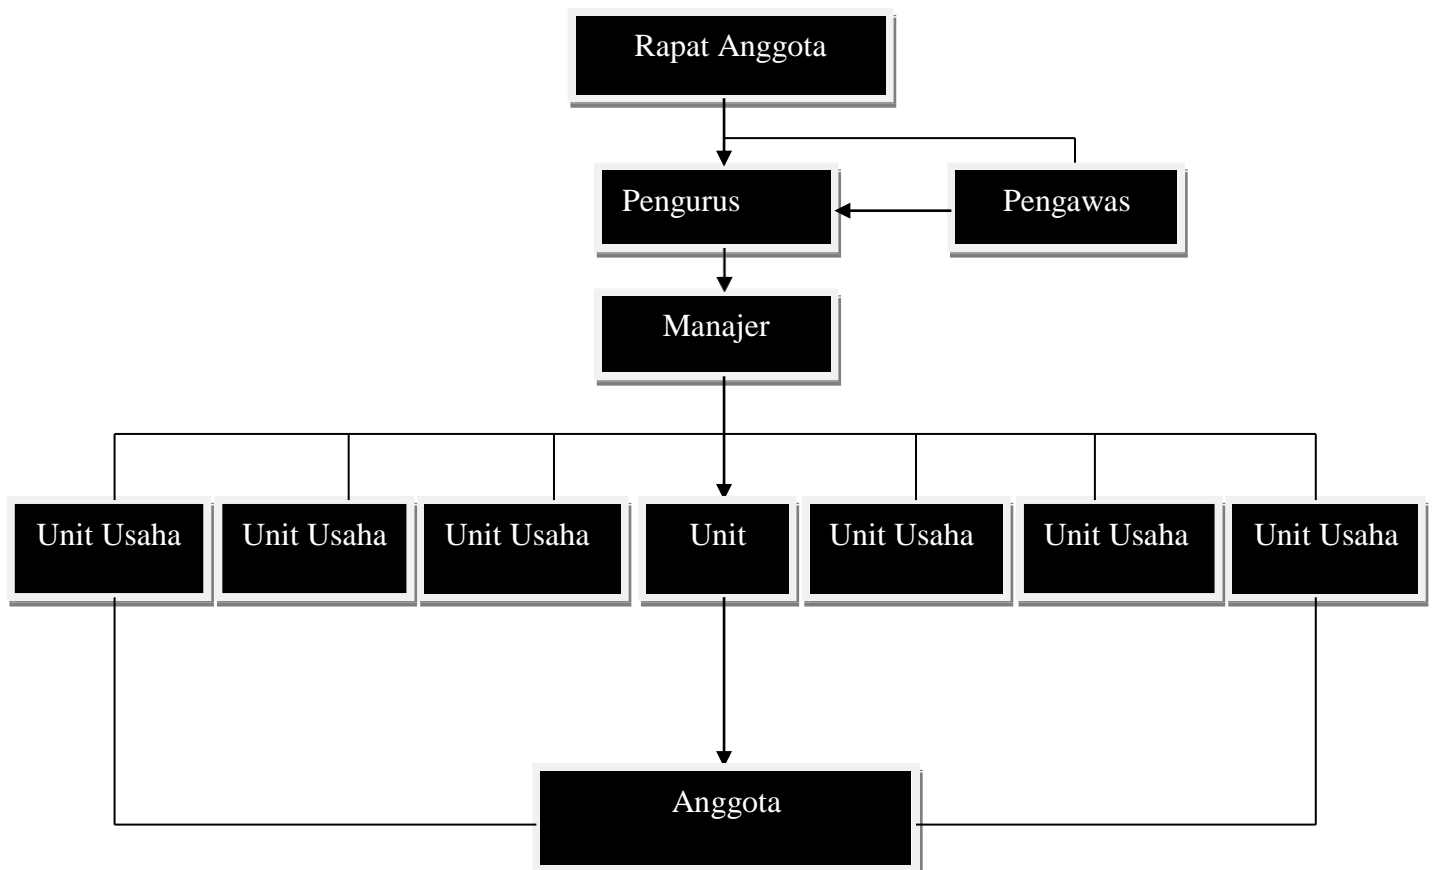 Rapat Anggota
Pengurus
Pengawas
Manajer
Unit Usaha
Unit Usaha
Unit Usaha
Unit
Unit Usaha
Unit Usaha
Unit Usaha
Anggota